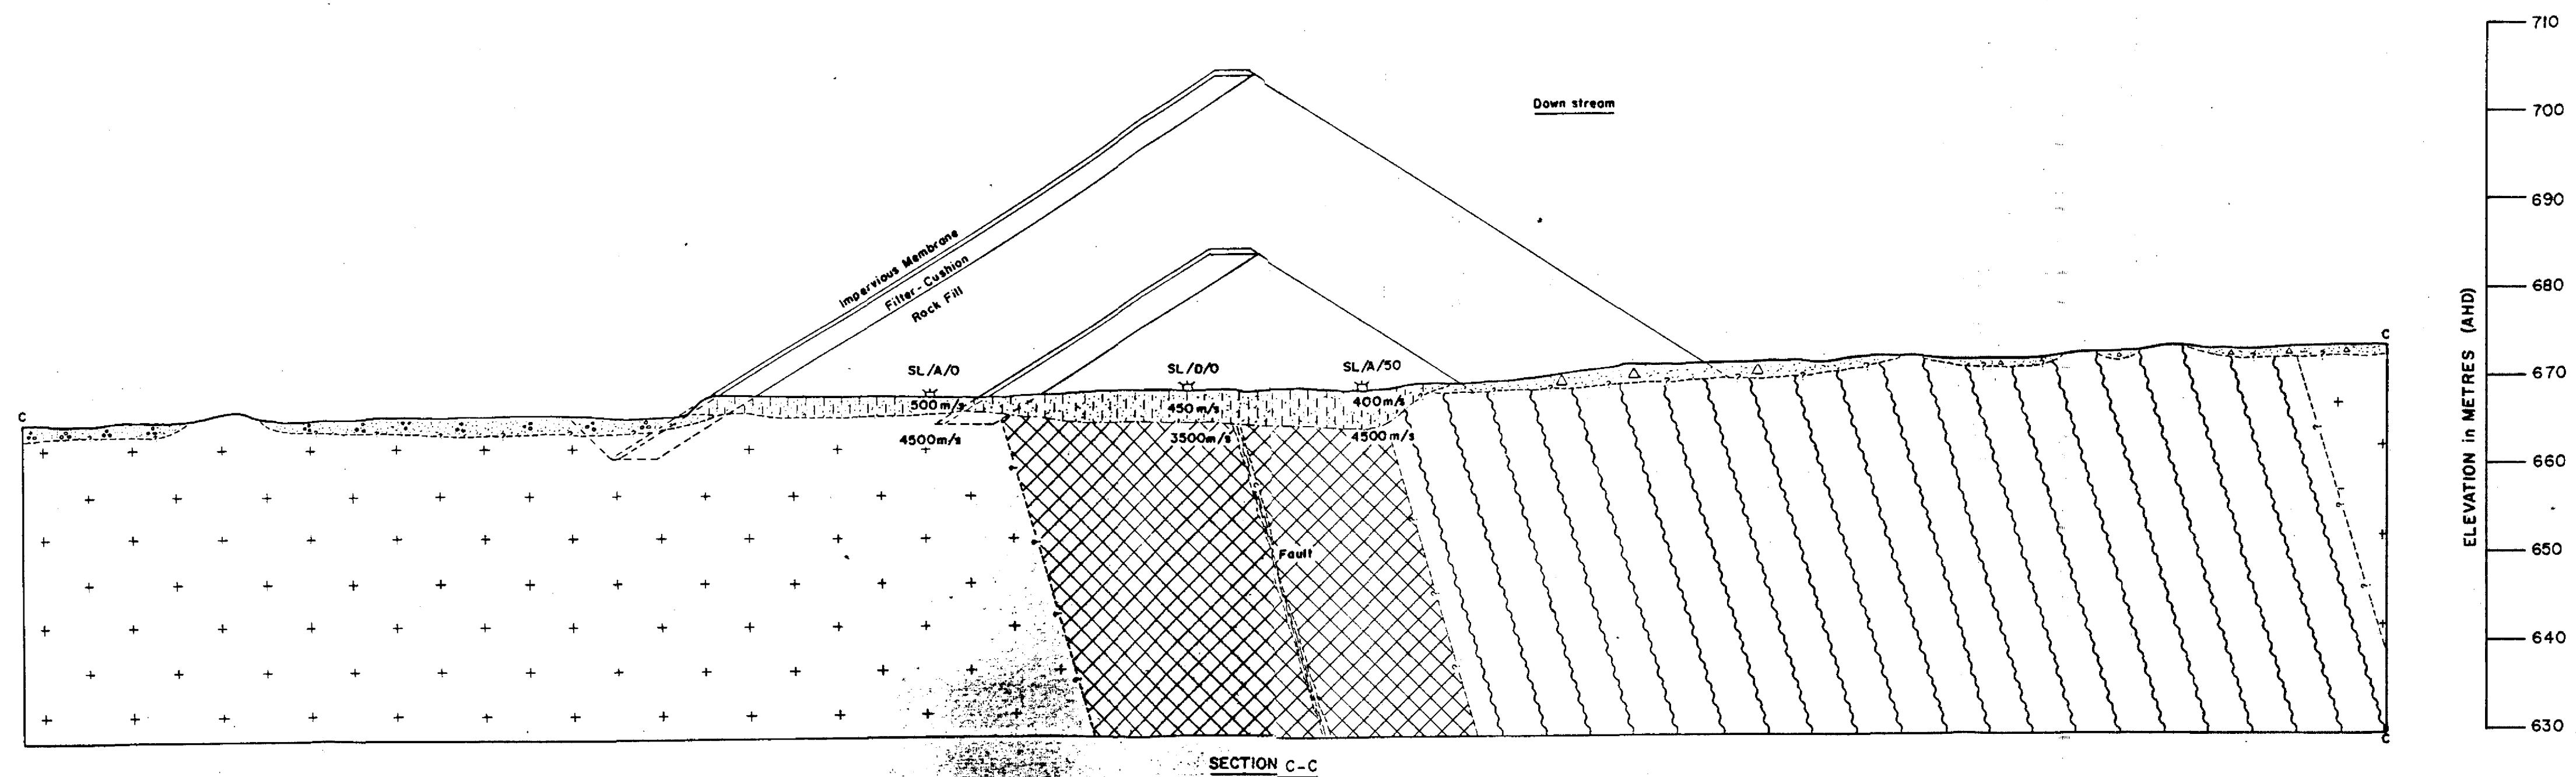 710
Down stream
700
690
Impervious Membrane
Filter-Cushion
Rock Fill
680
ELEVATION in METRES (AHD)
SL/A/0
SL/D/0
SL/A/50
C
670
C
500m/s
450m/s
400m/s
4500m/s
3500m/s
4500m/s
660
Fault
650
640
630
C
SECTION C-C